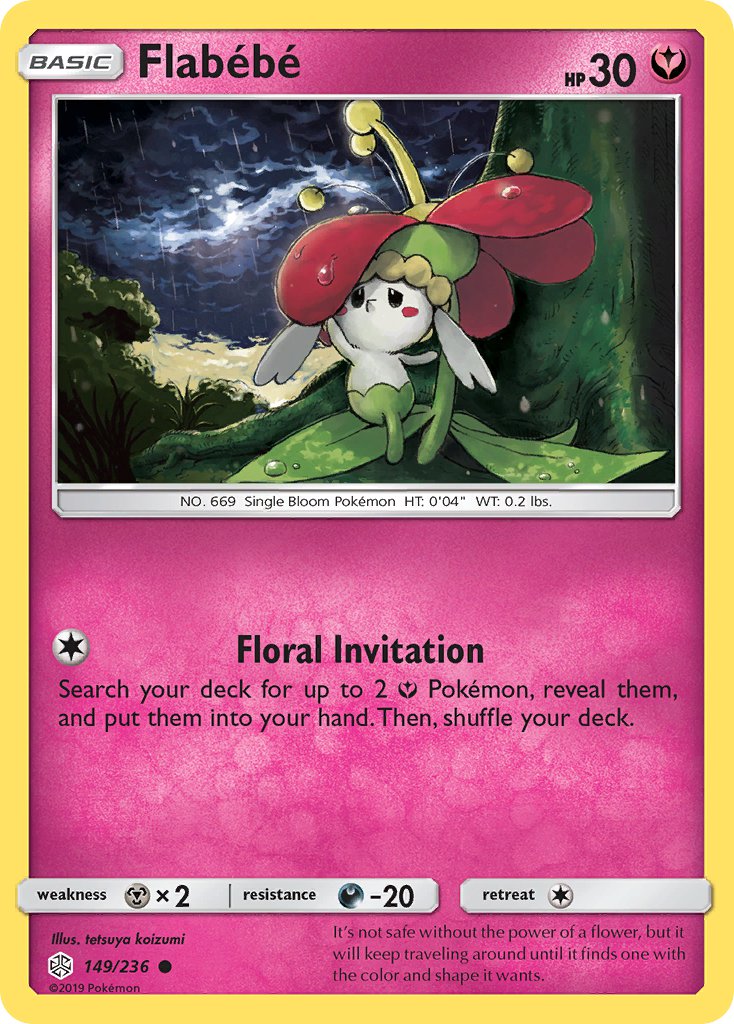 BASIC Flabébé HP30
NO. 669 Single Bloom Pokémon HT: 0'04" WT: 0.2 lbs.
Floral Invitation
Search your deck for up to 2 Pokémon, reveal them,
and put them into your hand. Then, shuffle your deck.
weakness ×2 resistance -20 retreat
Illus. tetsuya koizumi
149/236
©2019 Pokémon
It's not safe without the power of a flower, but it
will keep traveling around until it finds one with
the color and shape it wants.